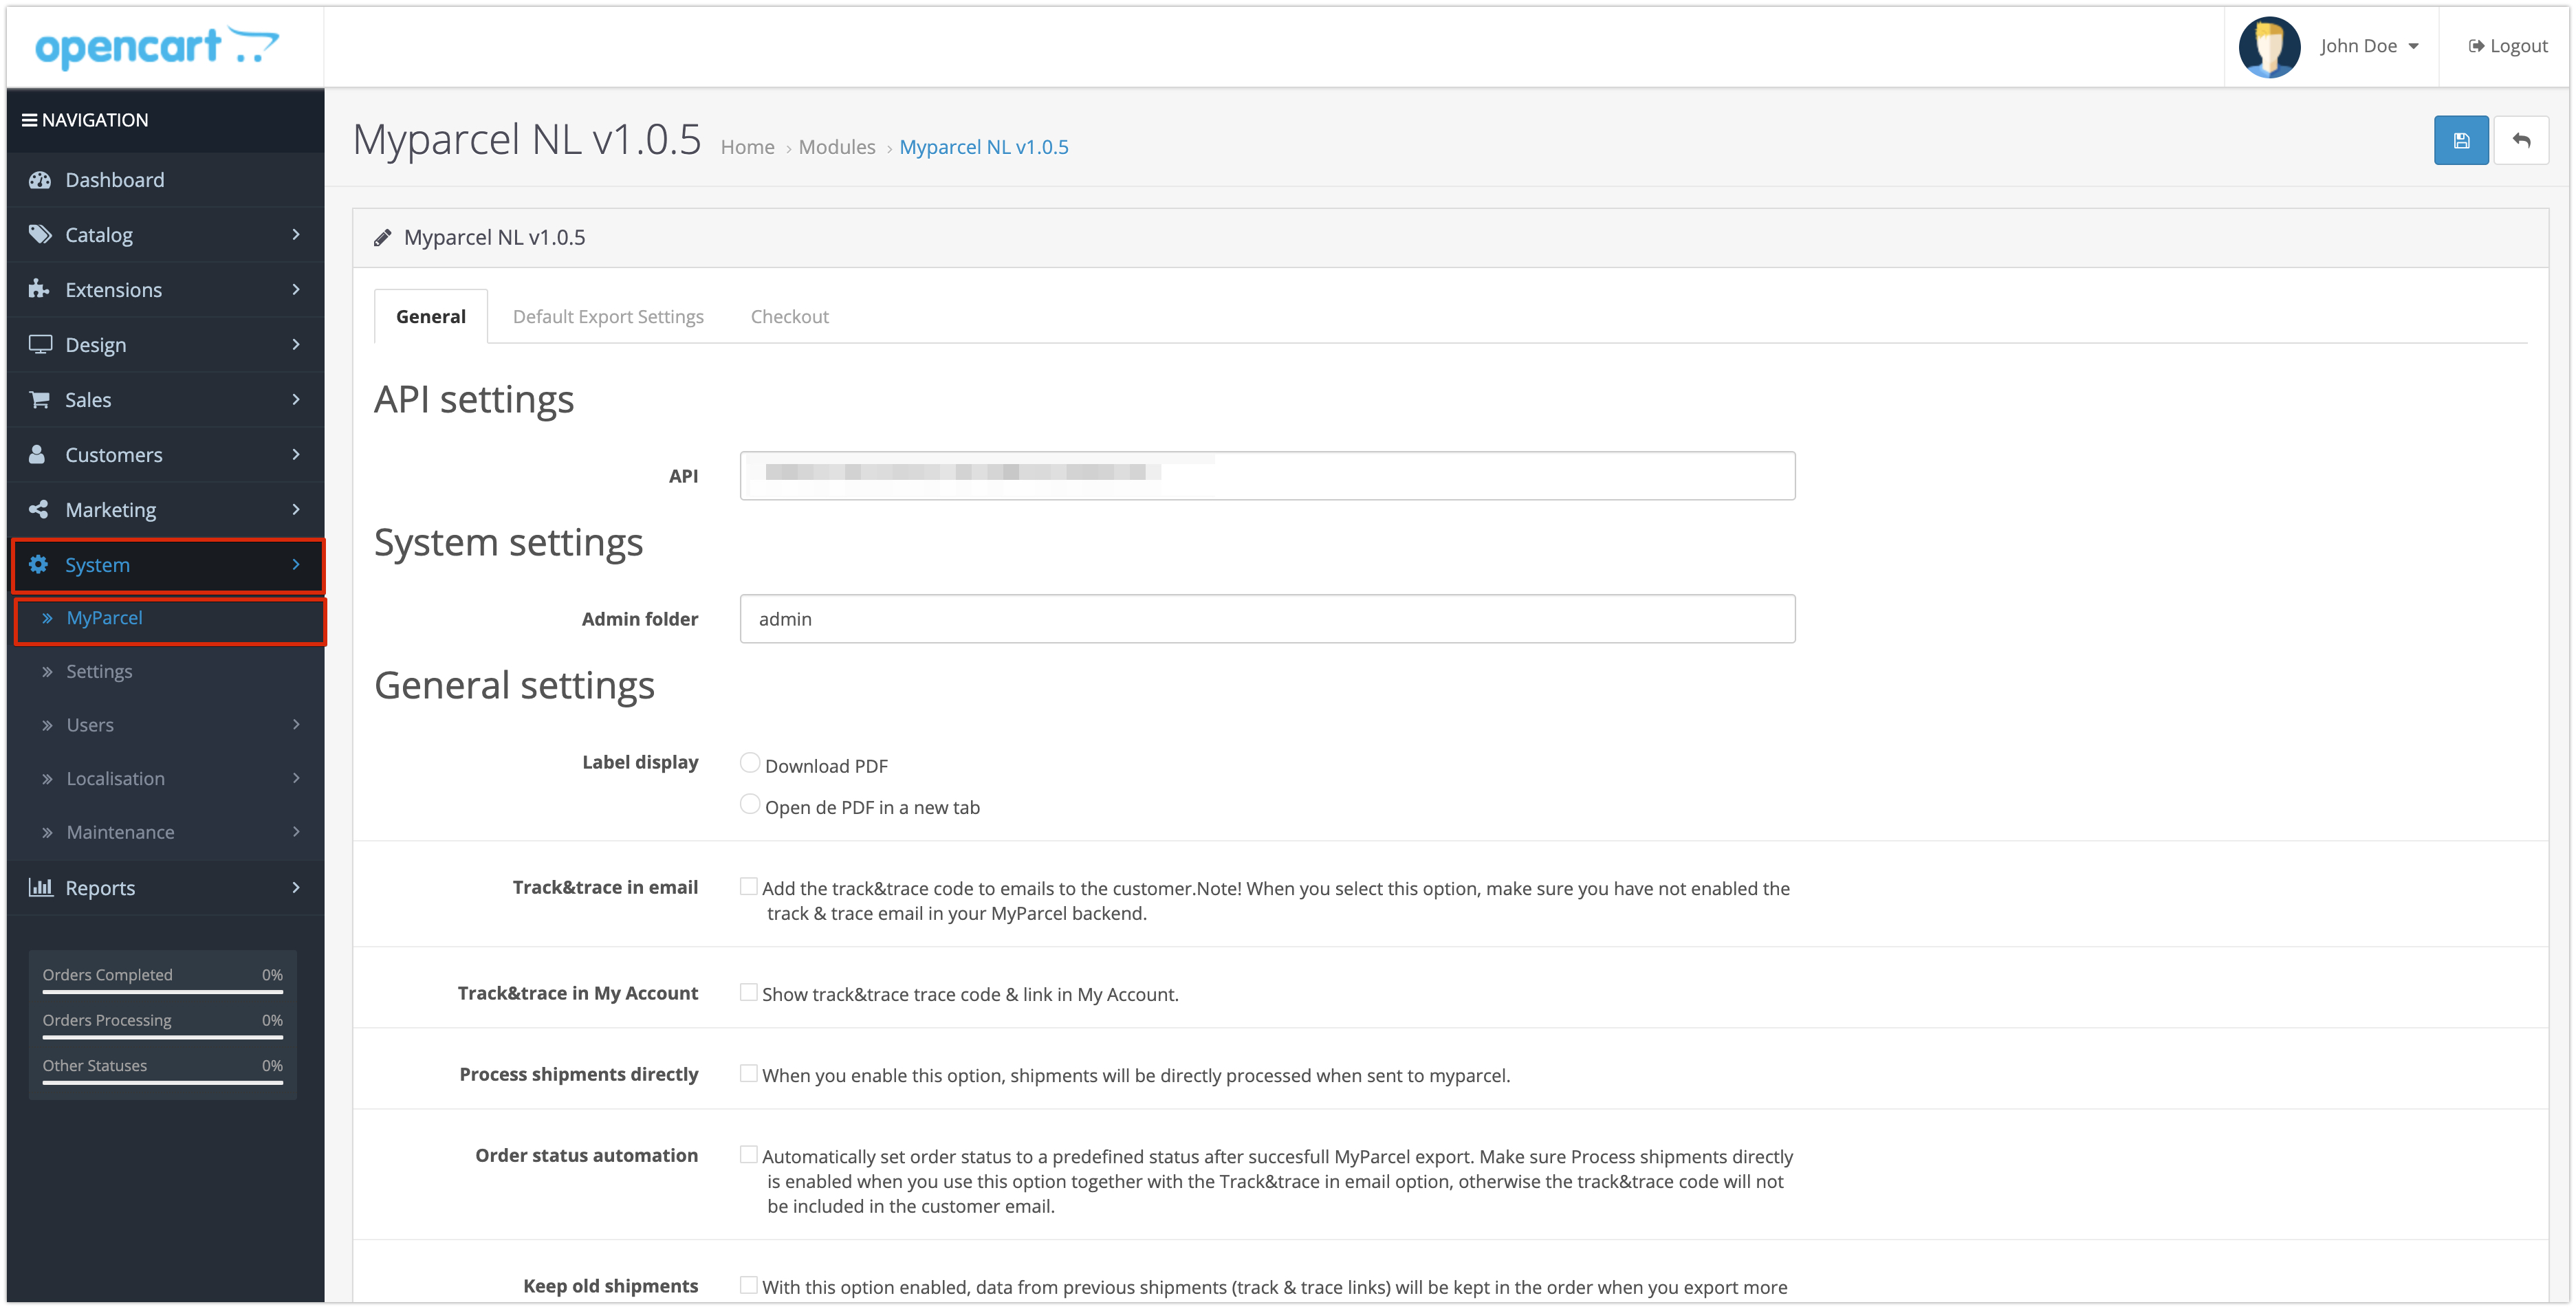 opencart
John Doe
Logout
NAVIGATION
Dashboard
Catalog
Extensions
Design
Sales
Customers
Marketing
System
MyParcel
Settings
Users
Localisation
Maintenance
Reports
Orders Completed 0%
Orders Processing 0%
Other Statuses 0%
Myparcel NL v1.0.5
Home › Modules › Myparcel NL v1.0.5
Myparcel NL v1.0.5
General
Default Export Settings
Checkout
API settings
API
System settings
Admin folder
admin
General settings
Label display
Download PDF
Open de PDF in a new tab
Track&trace in email
Add the track&trace code to emails to the customer.Note! When you select this option, make sure you have not enabled the
track & trace email in your MyParcel backend.
Track&trace in My Account
Show track&trace trace code & link in My Account.
Process shipments directly
When you enable this option, shipments will be directly processed when sent to myparcel.
Order status automation
Automatically set order status to a predefined status after succesfull MyParcel export. Make sure Process shipments directly
is enabled when you use this option together with the Track&trace in email option, otherwise the track&trace code will not
be included in the customer email.
Keep old shipments
With this option enabled, data from previous shipments (track & trace links) will be kept in the order when you export more